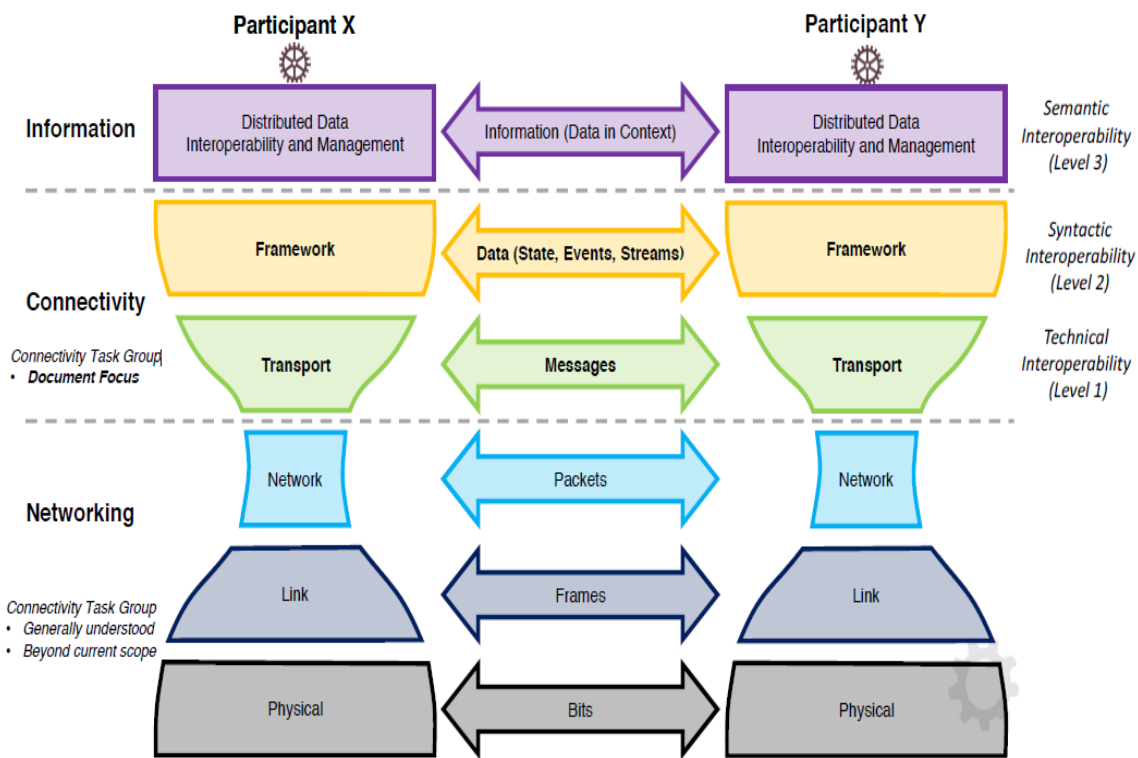 Participant X
Participant Y
Information
Distributed Data
Interoperability and Management
Information (Data in Context)
Distributed Data
Interoperability and Management
Semantic
Interoperability
(Level 3)
Framework
Data (State, Events, Streams)
Framework
Syntactic
Interoperability
(Level 2)
Connectivity
Connectivity Task Group
• Document Focus
Transport
Messages
Transport
Technical
Interoperability
(Level 1)
Network
Packets
Network
Networking
Connectivity Task Group
• Generally understood
• Beyond current scope
Link
Frames
Link
Physical
Bits
Physical